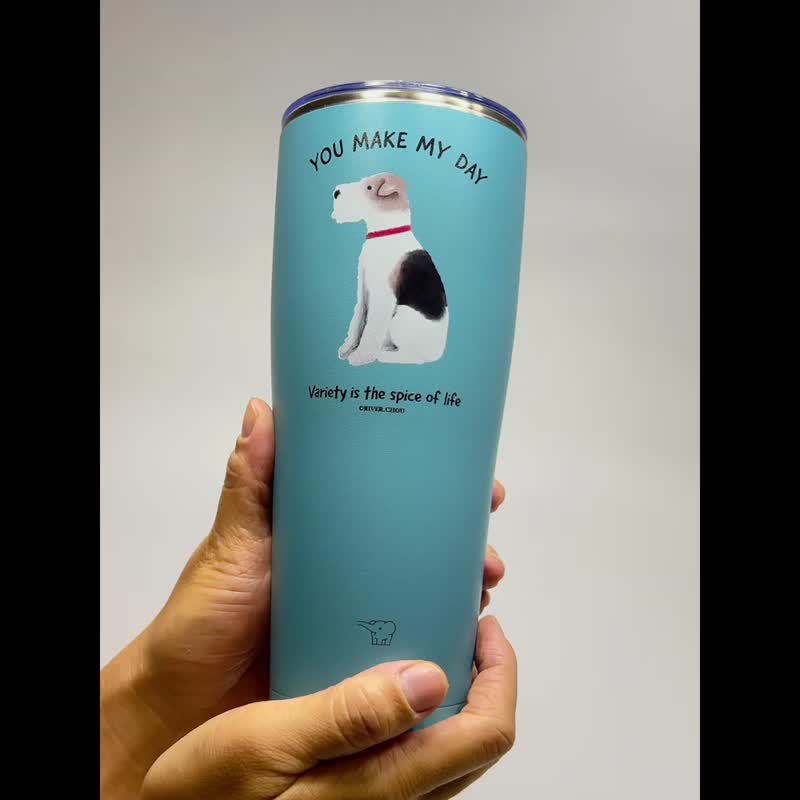 YOU MAKE MY DAY
Variety is the spice of life
©RIVER.CHOU